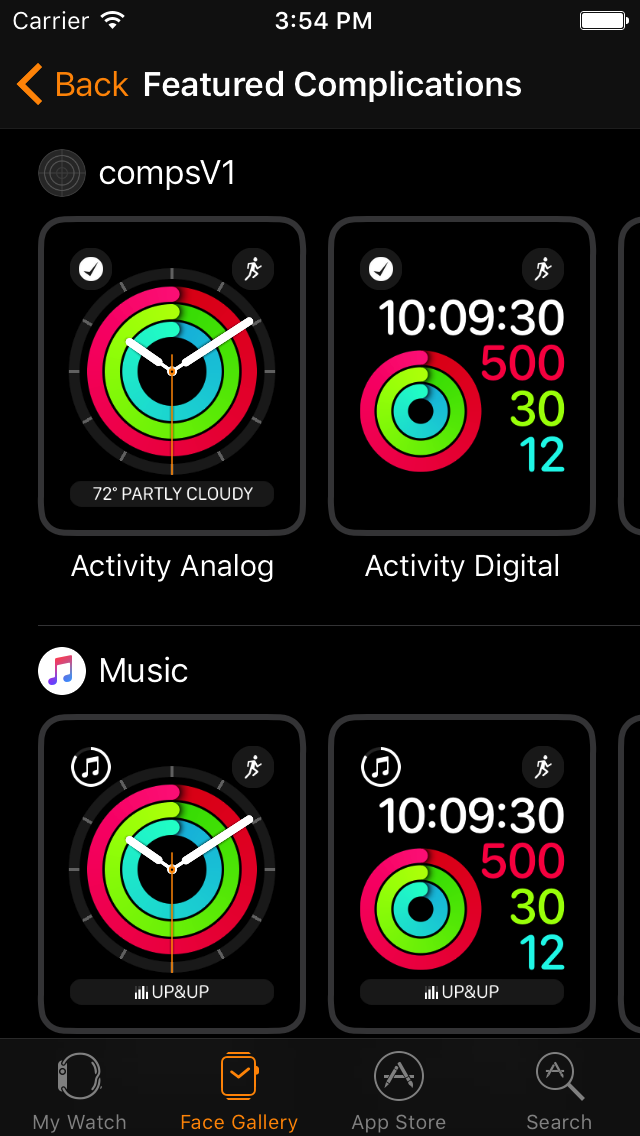 Carrier 3:54 PM
Back Featured Complications
compsV1
10:09:30
500
30
12
72° PARTLY CLOUDY
Activity Analog Activity Digital
Music
10:09:30
500
30
12
UP&UP UP&UP
My Watch Face Gallery App Store Search